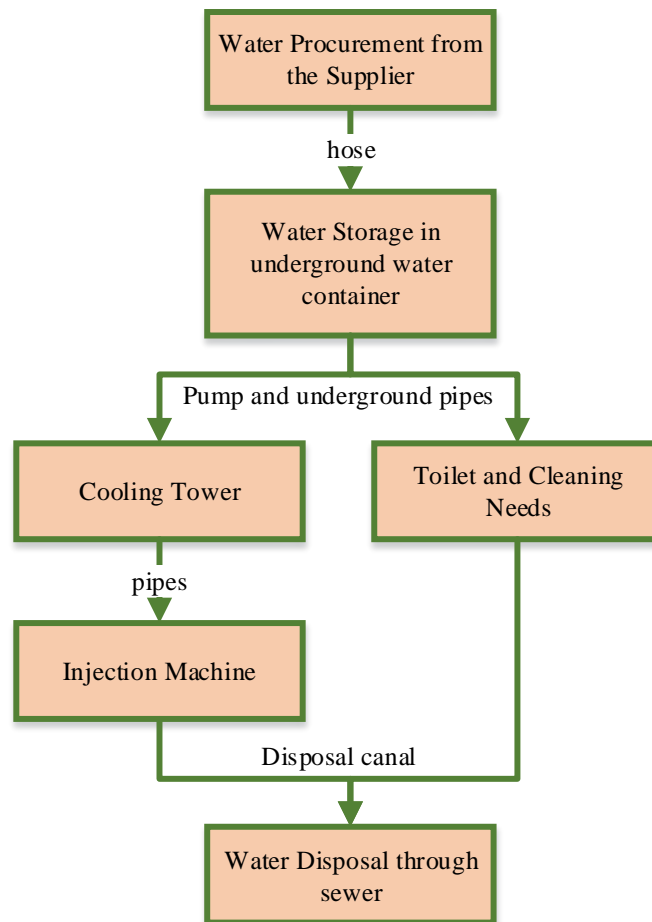 Water Procurement from
the Supplier
hose
Water Storage in
underground water
container
Pump and underground pipes
Cooling Tower
Toilet and Cleaning
Needs
pipes
Injection Machine
Disposal canal
Water Disposal through
sewer